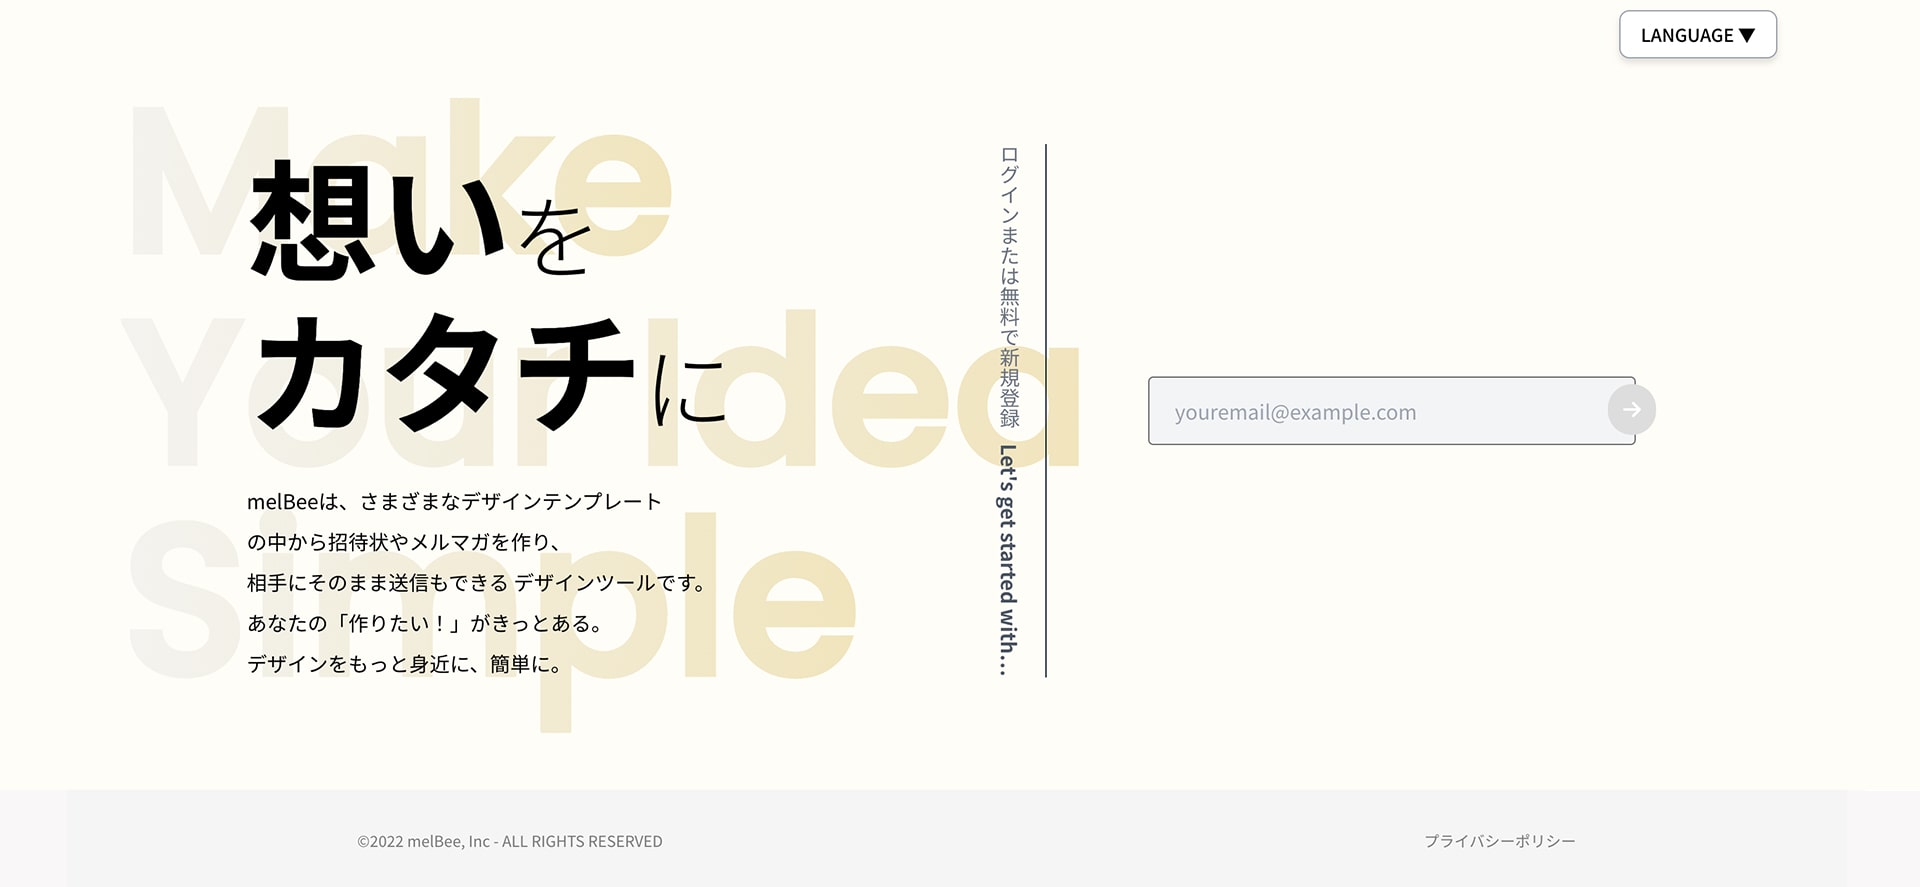 LANGUAGE ▼
Make
Your Idea
Simple
想いを
カタチに
melBeeは、さまざまなデザインテンプレート
の中から招待状やメルマガを作り、
相手にそのまま送信もできる デザインツールです。
あなたの「作りたい！」がきっとある。
デザインをもっと身近に、簡単に。
ログインまたは無料で新規登録 Let's get started with...
youremail@example.com
©2022 melBee, Inc - ALL RIGHTS RESERVED
プライバシーポリシー